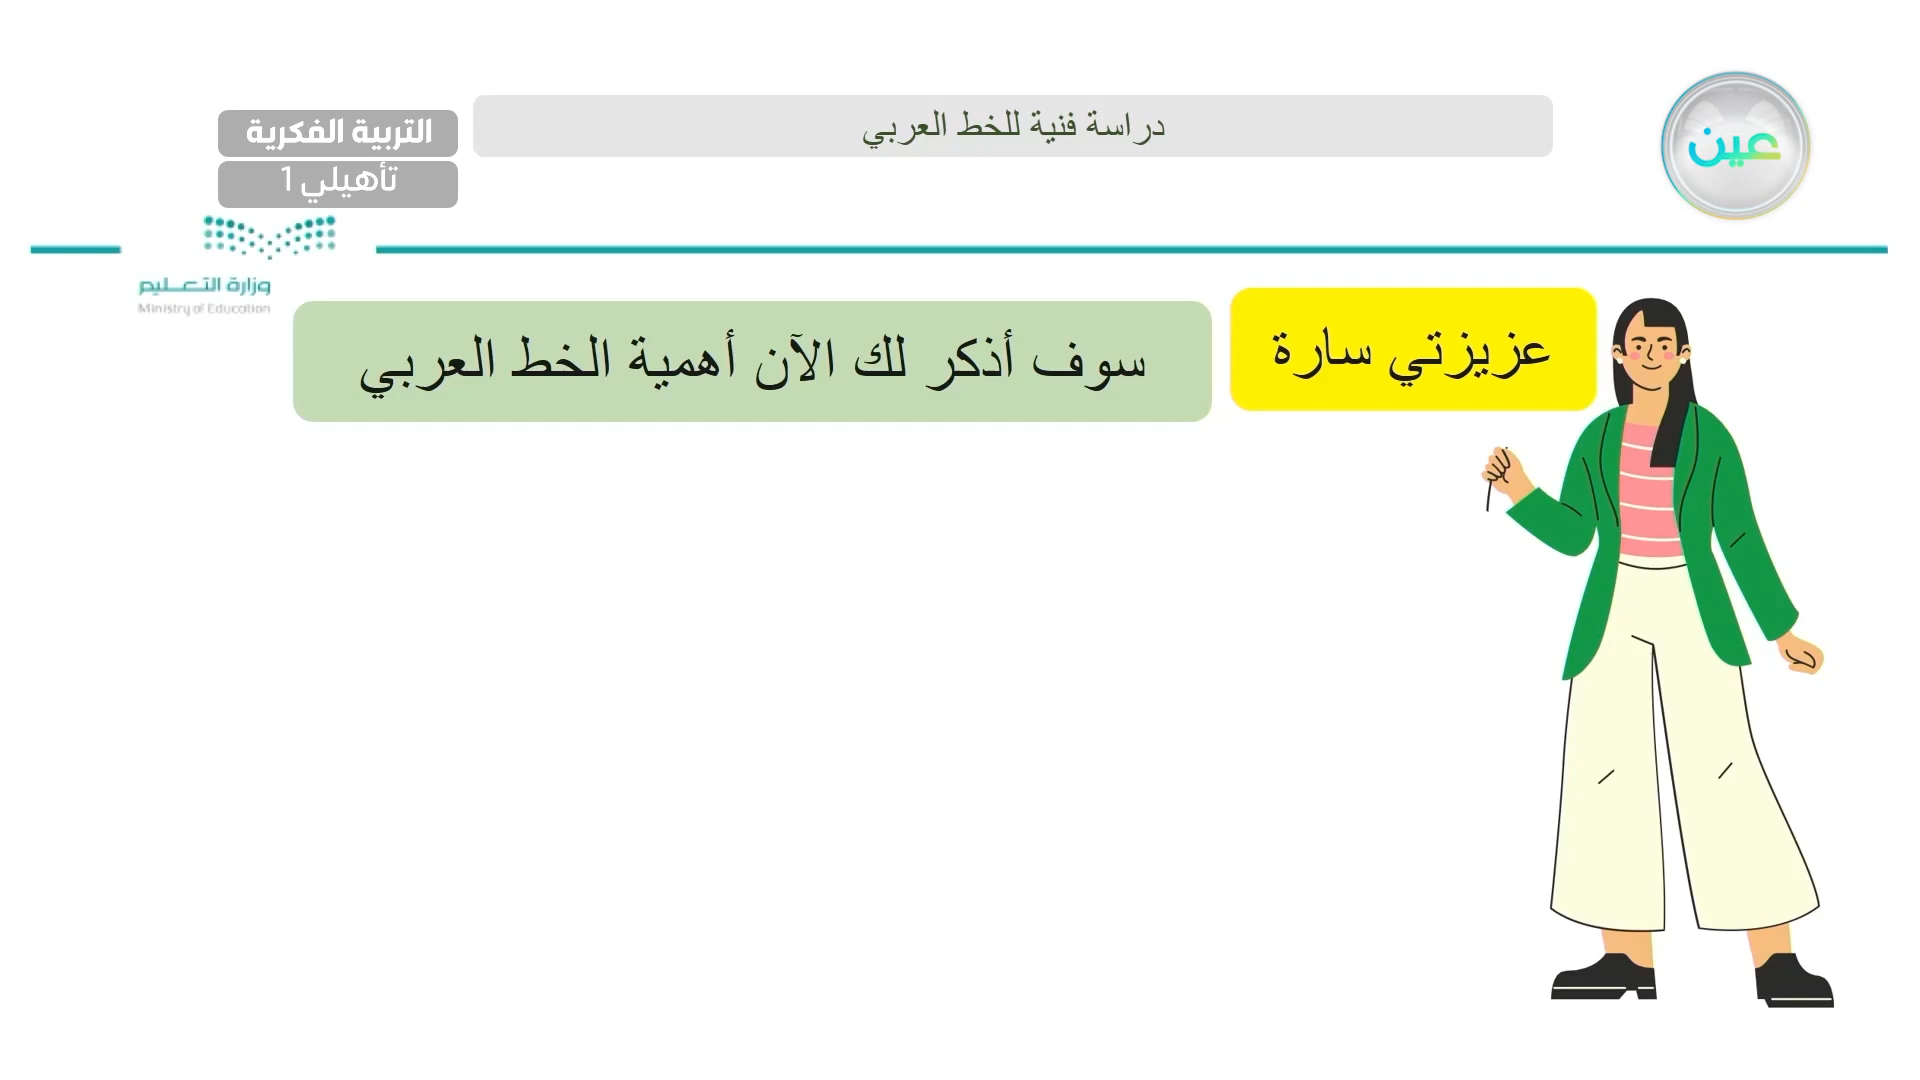 دراسة فنية للخط العربي
التربية الفكرية
تأهيلي 1
عين
وزارة التعليم
Ministry of Education
عزيزتي سارة
سوف أذكر لك الآن أهمية الخط العربي